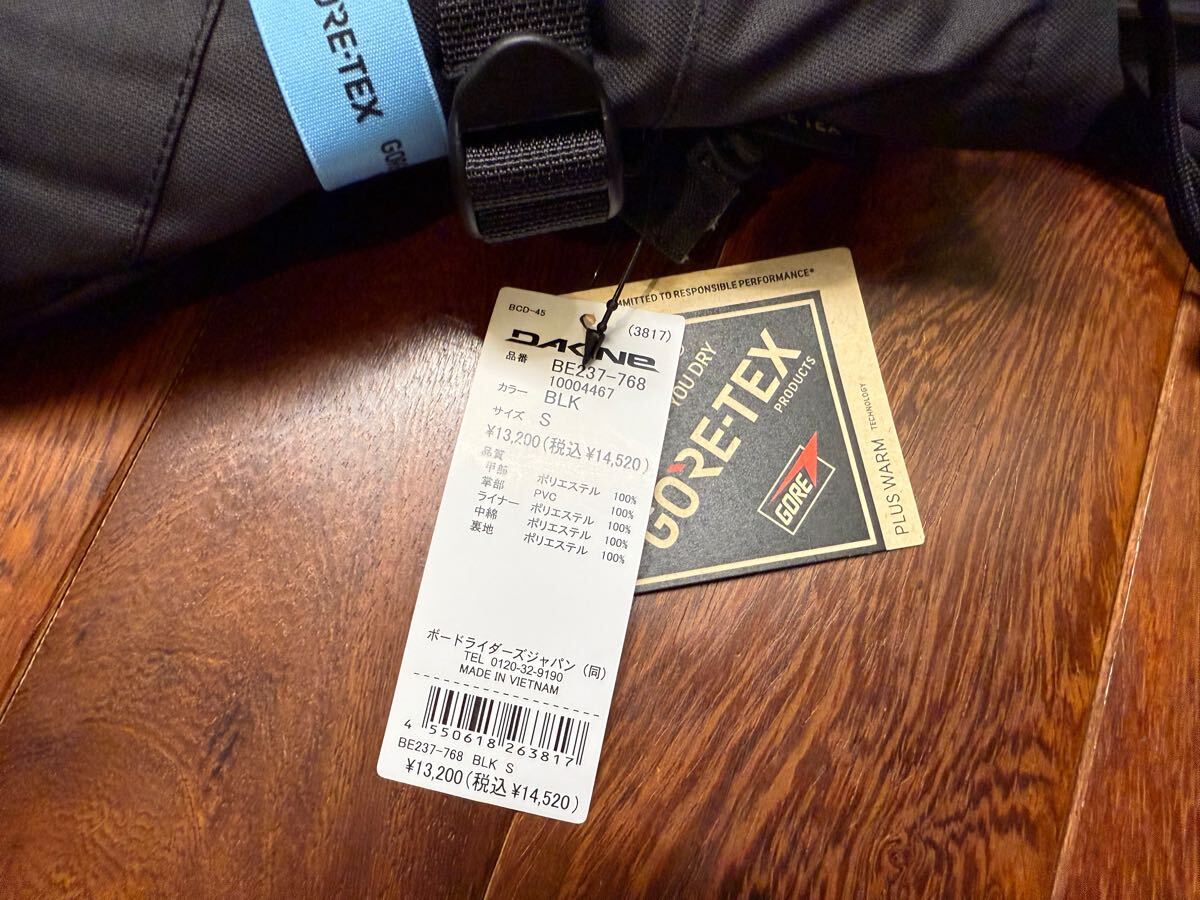 RE-TEX
GOR
BCD-45
(3817)
DAKINE
品番 BE237-768
10004467
カラー BLK
サイズ S
¥13,200(税込¥14,520)
品質
甲部 ポリエステル 100%
掌部 PVC 100%
ライナー ポリエステル 100%
中綿 ポリエステル 100%
裏地 ポリエステル 100%
ボードライダーズジャパン(同)
TEL 0120-32-9190
MADE IN VIETNAM
4 550618 263817
BE237-768 BLK S
¥13,200(税込¥14,520)
MMITTED TO RESPONSIBLE PERFORMANCE*
YOU DRY
GORE-TEX
PRODUCTS
GORE
PLUS WARM TECHNOLOGY